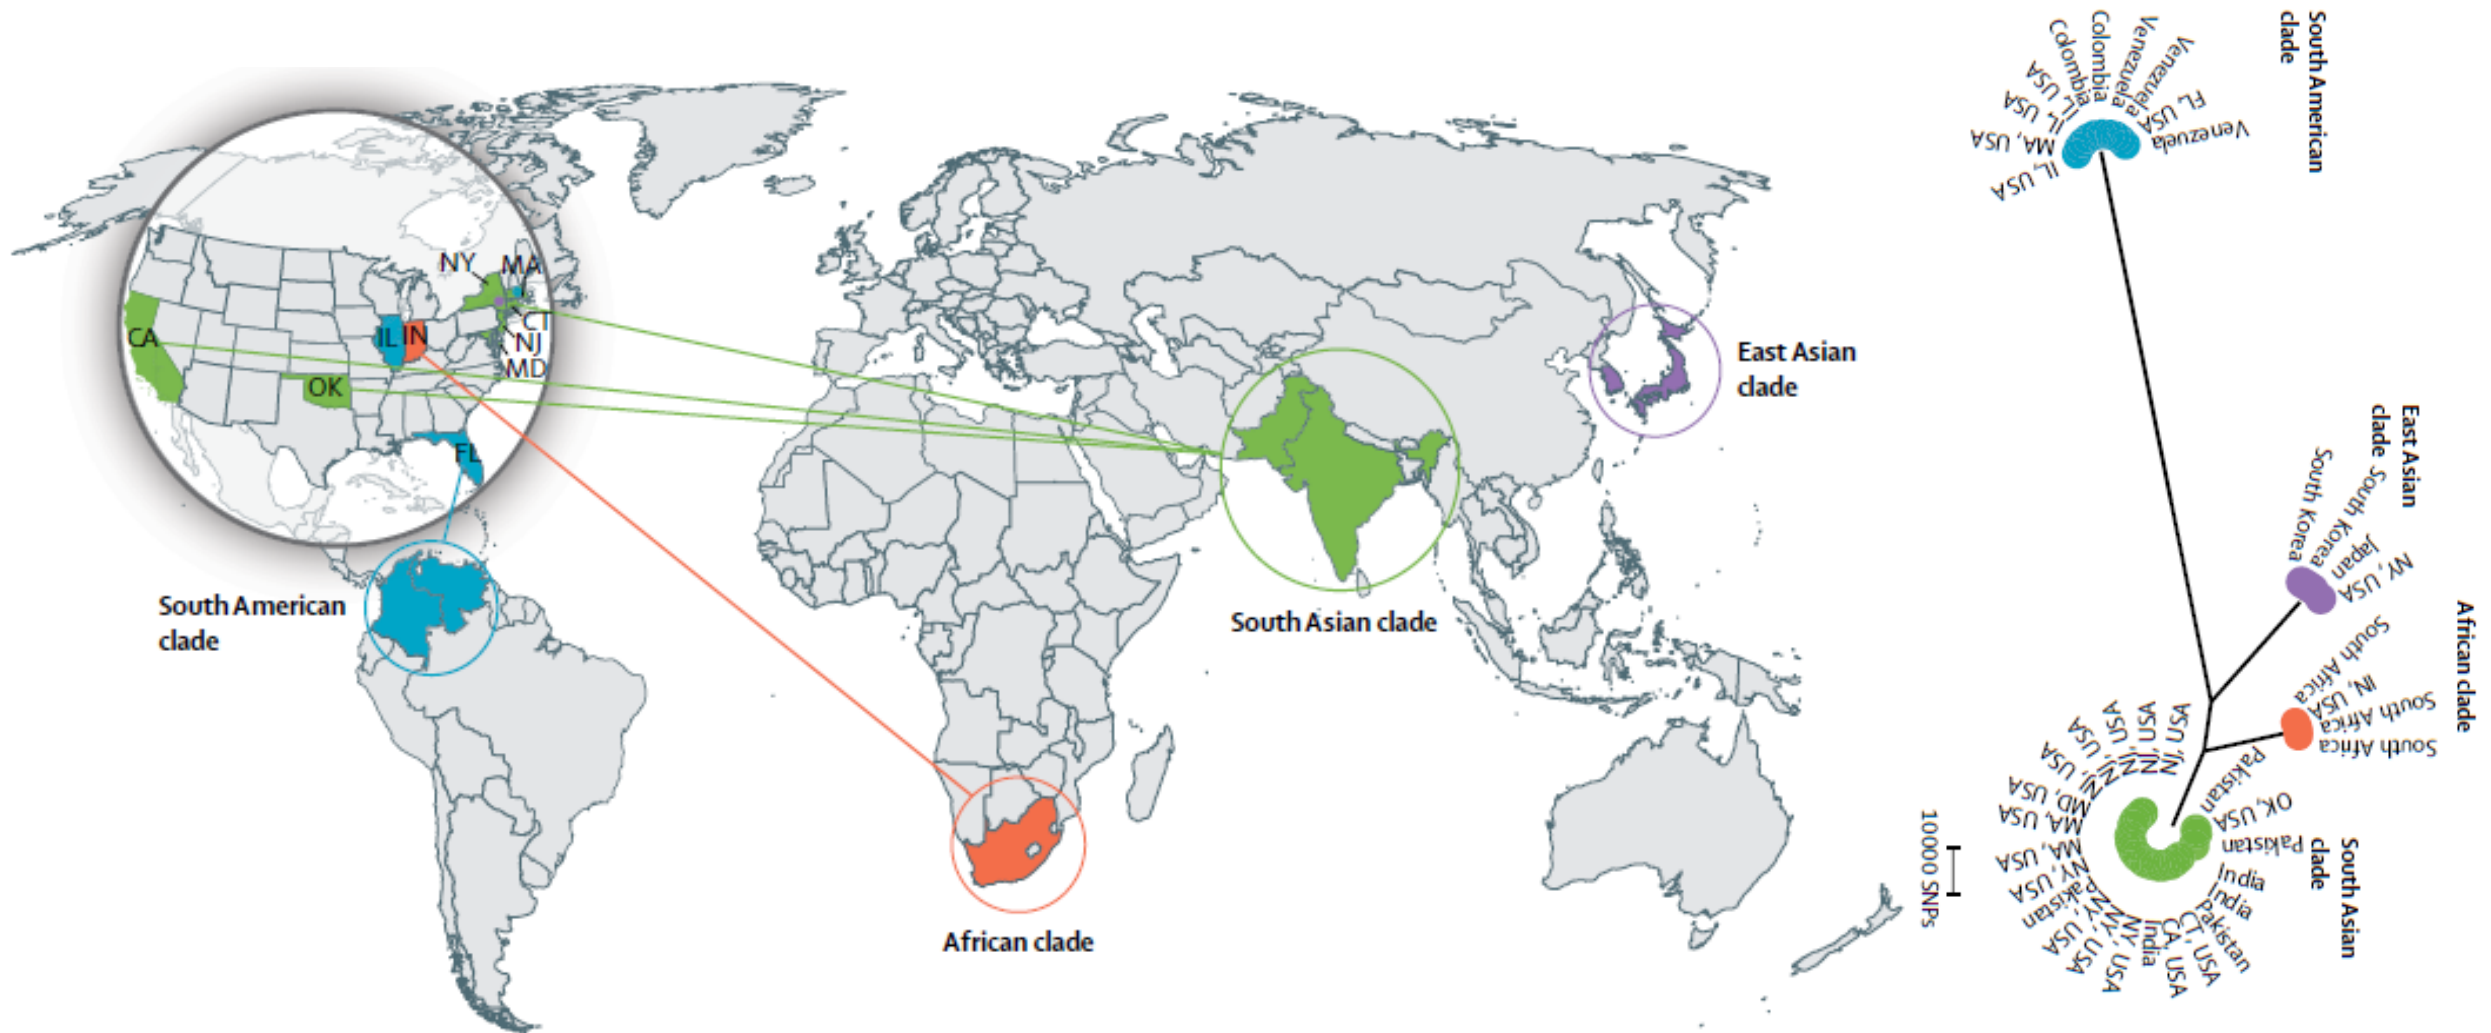 NY
MA
CA
IL
IN
CT
NJ
MD
OK
FL
South American
clade
African clade
South Asian clade
East Asian
clade
South American
clade
IL, USA
MA, USA
IL, USA
IL, USA
Colombia
Colombia
Venezuela
Venezuela
FL, USA
Venezuela
East Asian
clade
South Korea
South Korea
Japan
NY, USA
African clade
South Africa
IN, USA
South Africa
South Africa
South Asian
clade
Pakistan
OK, USA
Pakistan
India
India
Pakistan
CT, USA
CA, USA
India
NY, USA
NY, USA
NY, USA
Pakistan
NY, USA
MA, USA
MA, USA
MD, USA
NJ, USA
NJ, USA
NJ, USA
NJ, USA
10 000 SNPs